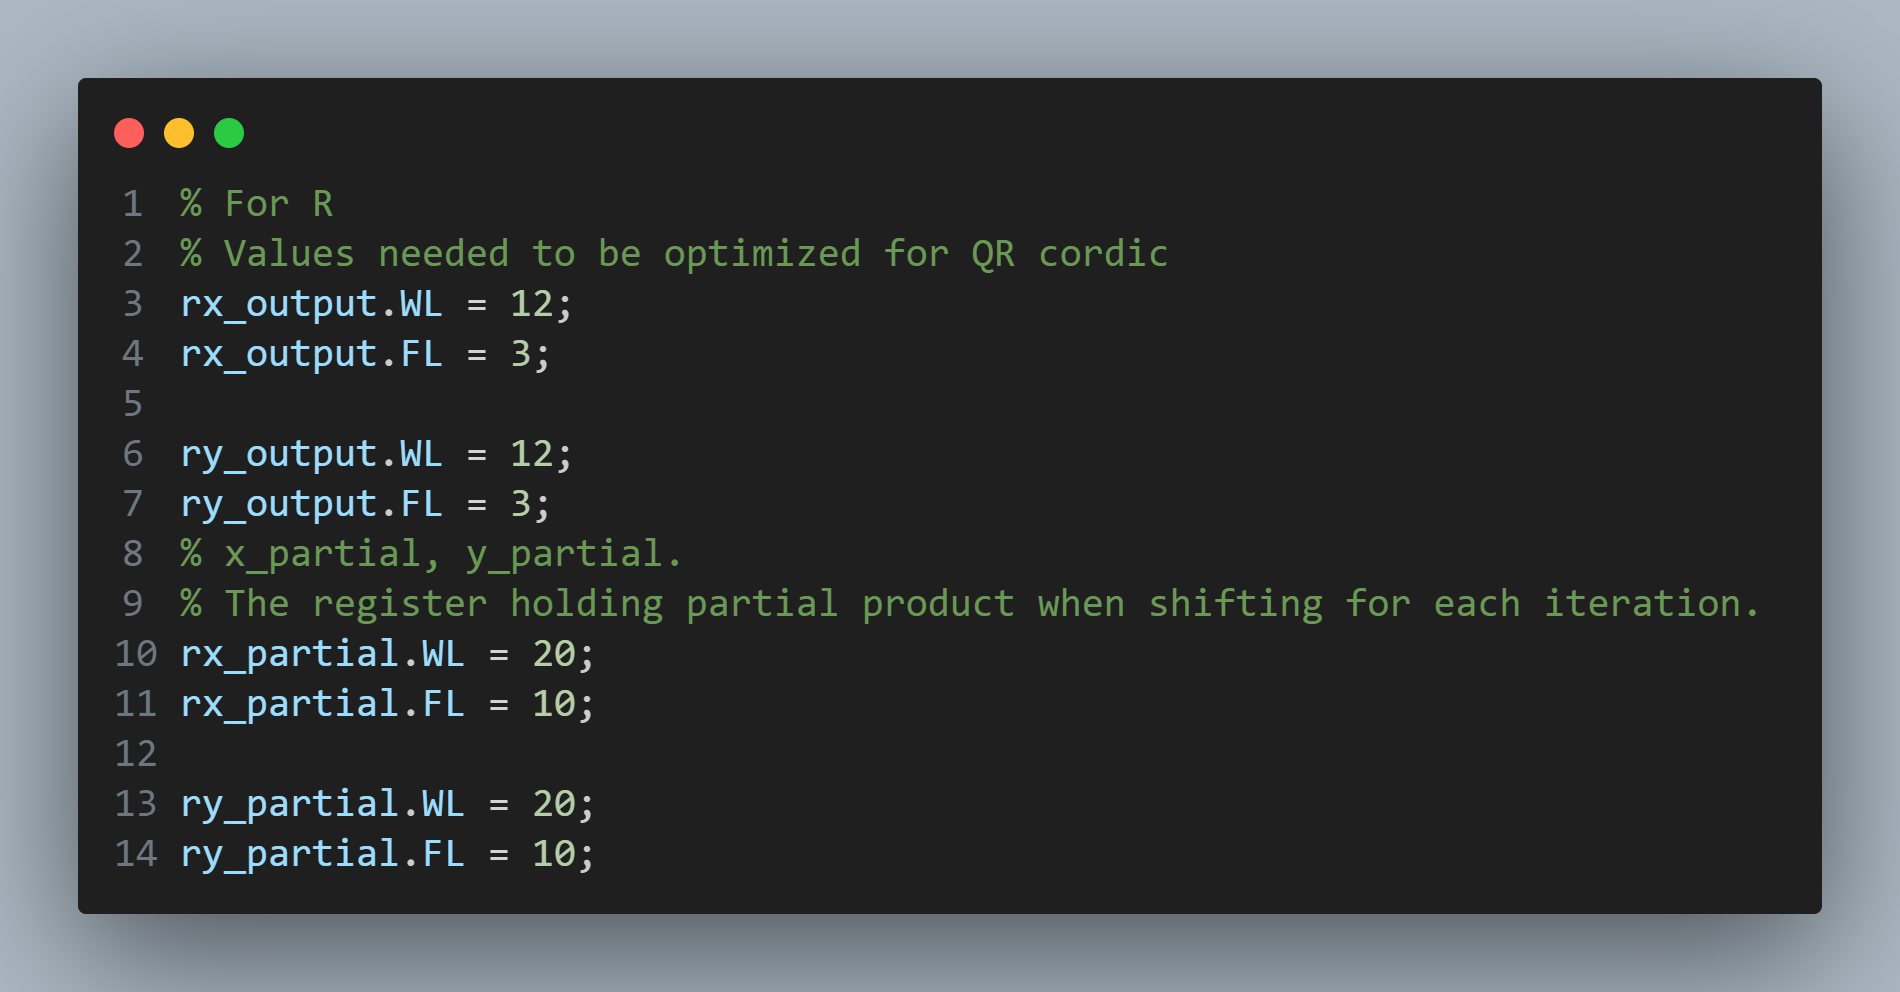 1 % For R
2 % Values needed to be optimized for QR cordic
3 rx_output.WL = 12;
4 rx_output.FL = 3;
5
6 ry_output.WL = 12;
7 ry_output.FL = 3;
8 % x_partial, y_partial.
9 % The register holding partial product when shifting for each iteration.
10 rx_partial.WL = 20;
11 rx_partial.FL = 10;
12
13 ry_partial.WL = 20;
14 ry_partial.FL = 10;